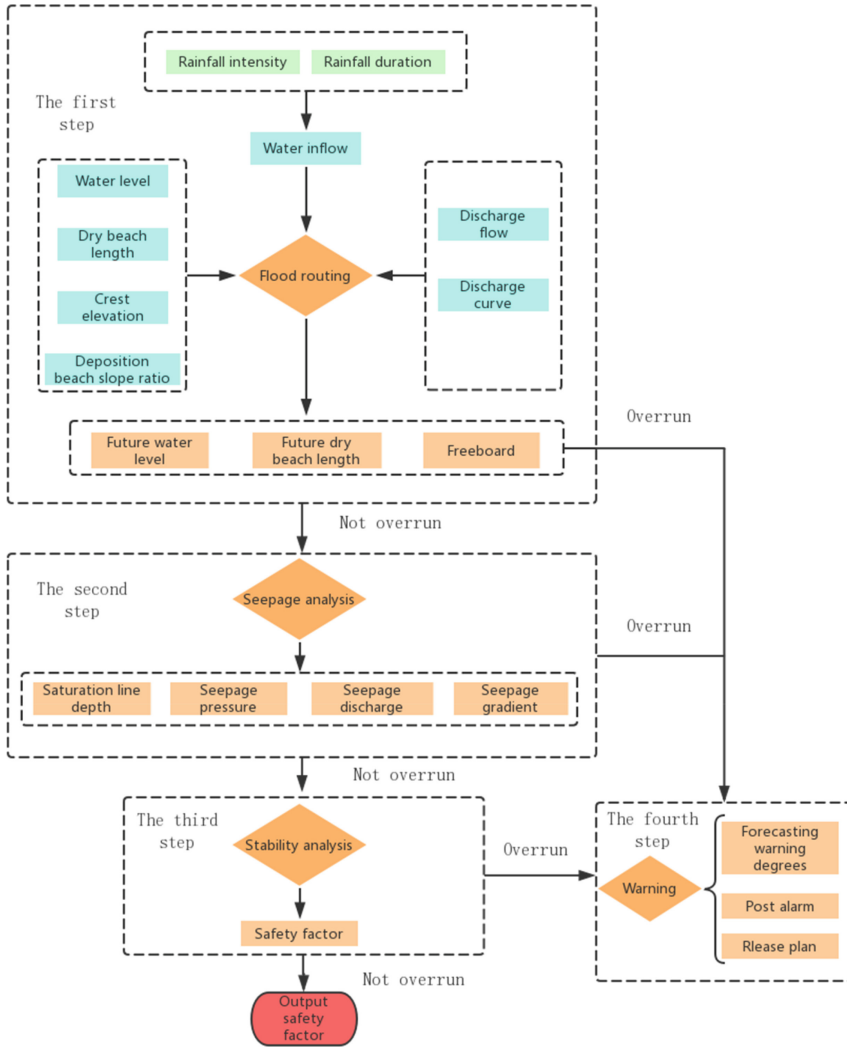 Rainfall intensity
Rainfall duration
The first
step
Water inflow
Water level
Dry beach
length
Crest
elevation
Deposition
beach slope ratio
Flood routing
Discharge
flow
Discharge
curve
Future water
level
Future dry
beach length
Freeboard
Overrun
Not overrun
The second
step
Seepage analysis
Overrun
Saturation line
depth
Seepage
pressure
Seepage
discharge
Seepage
gradient
Not overrun
The third
step
Stability analysis
Overrun
Safety factor
The fourth
step
Warning
Forecasting
warning
degrees
Post alarm
Rlease plan
Not overrun
Output
safety
factor